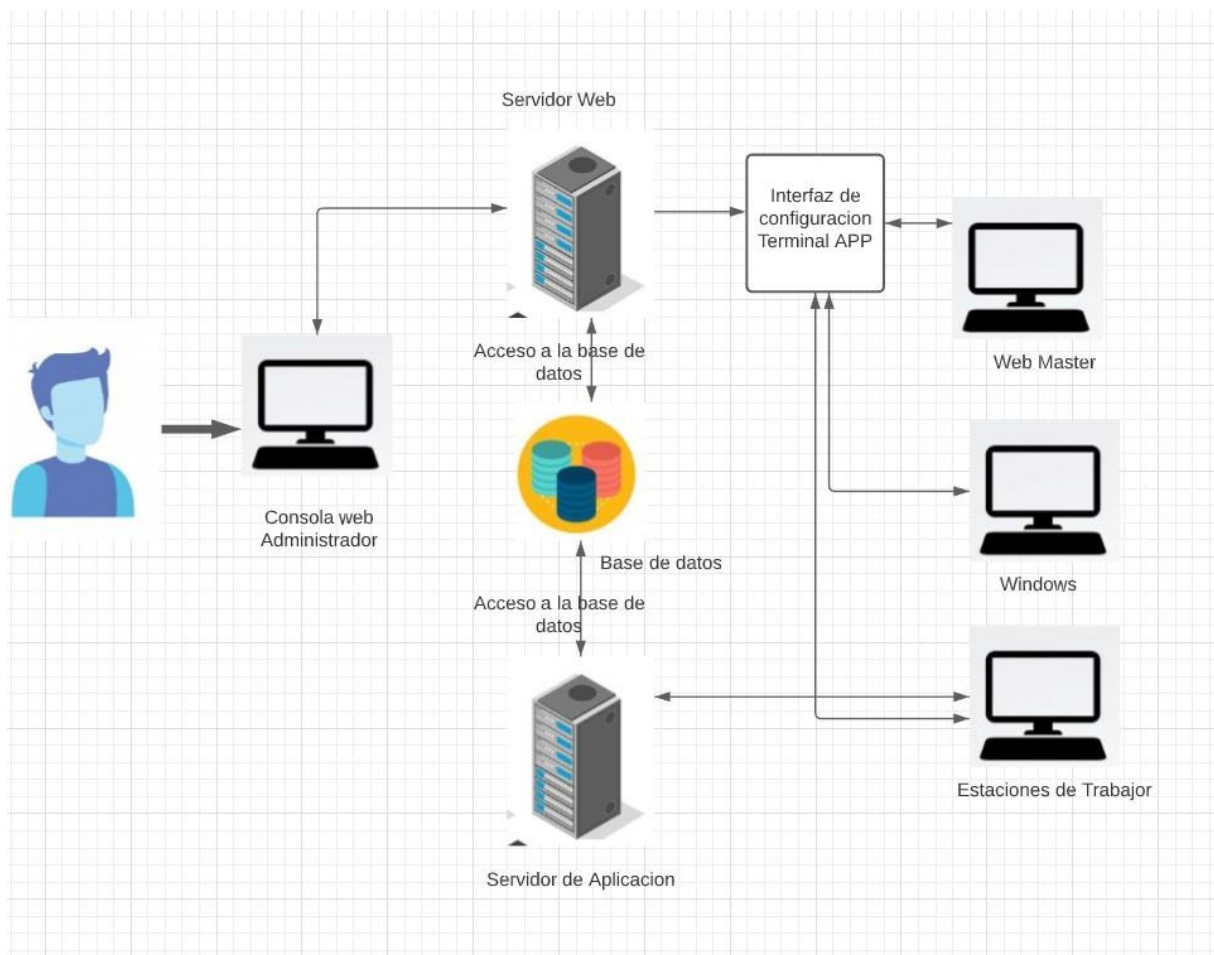 Servidor Web
Interfaz de
configuracion
Terminal APP
Web Master
Acceso a la base de
datos
Consola web
Administrador
Base de datos
Windows
Acceso a la base de
datos
Estaciones de Trabajor
Servidor de Aplicacion